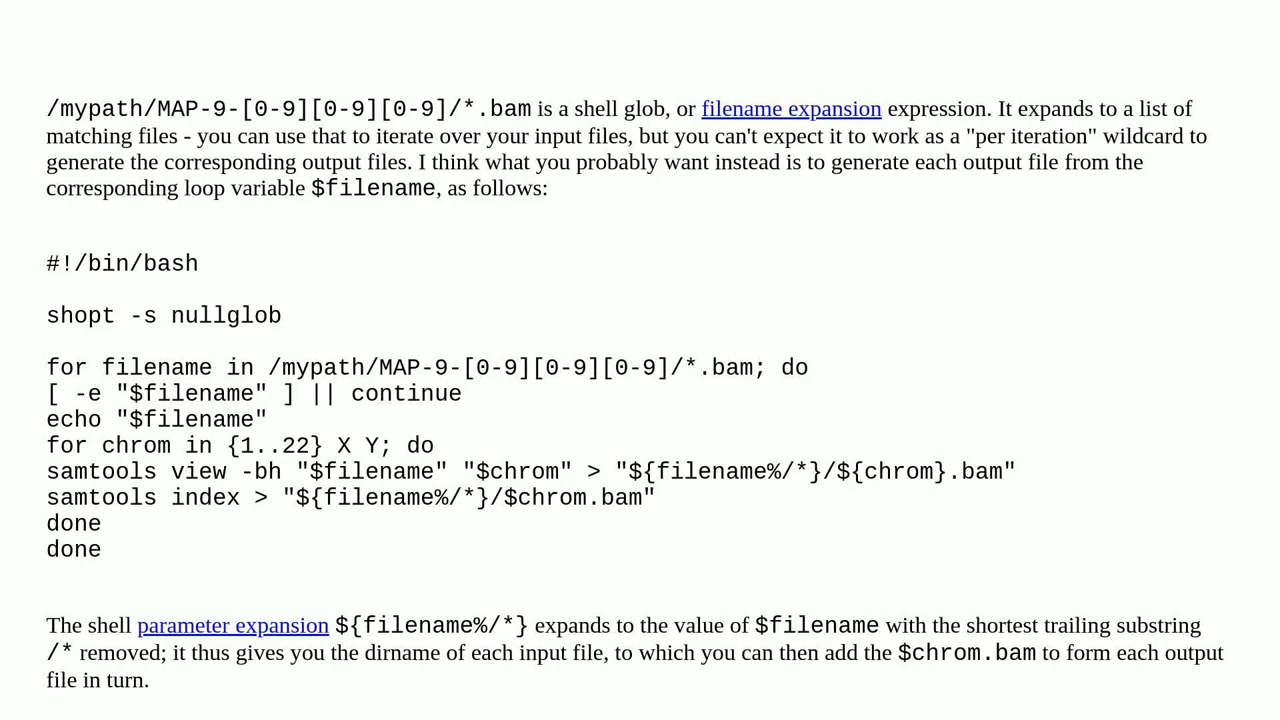 /mypath/MAP-9-[0-9][0-9][0-9]/*.bam is a shell glob, or filename expansion expression. It expands to a list of
matching files - you can use that to iterate over your input files, but you can't expect it to work as a "per iteration" wildcard to
generate the corresponding output files. I think what you probably want instead is to generate each output file from the
corresponding loop variable $filename, as follows:
#!/bin/bash
shopt -s nullglob
for filename in /mypath/MAP-9-[0-9][0-9][0-9]/*.bam; do
[ -e "$filename" ] || continue
echo "$filename"
for chrom in {1..22} X Y; do
samtools view -bh "$filename" "$chrom" > "${filename%/*}/${chrom}.bam"
samtools index > "${filename%/*}/$chrom.bam"
done
done
The shell parameter expansion ${filename%/*} expands to the value of $filename with the shortest trailing substring
/* removed; it thus gives you the dirname of each input file, to which you can then add the $chrom.bam to form each output
file in turn.